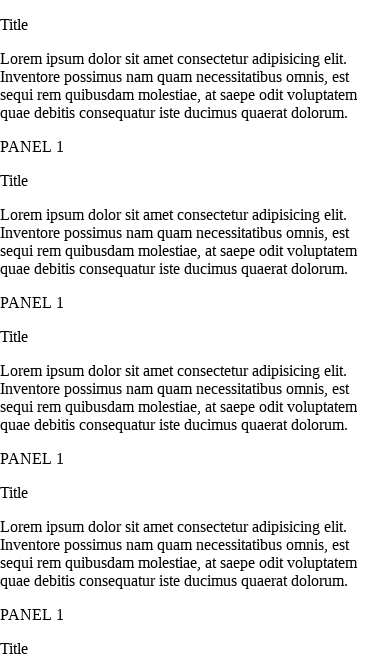 Title
Lorem ipsum dolor sit amet consectetur adipisicing elit.
Inventore possimus nam quam necessitatibus omnis, est
sequi rem quibusdam molestiae, at saepe odit voluptatem
quae debitis consequatur iste ducimus quaerat dolorum.
PANEL 1
Title
Lorem ipsum dolor sit amet consectetur adipisicing elit.
Inventore possimus nam quam necessitatibus omnis, est
sequi rem quibusdam molestiae, at saepe odit voluptatem
quae debitis consequatur iste ducimus quaerat dolorum.
PANEL 1
Title
Lorem ipsum dolor sit amet consectetur adipisicing elit.
Inventore possimus nam quam necessitatibus omnis, est
sequi rem quibusdam molestiae, at saepe odit voluptatem
quae debitis consequatur iste ducimus quaerat dolorum.
PANEL 1
Title
Lorem ipsum dolor sit amet consectetur adipisicing elit.
Inventore possimus nam quam necessitatibus omnis, est
sequi rem quibusdam molestiae, at saepe odit voluptatem
quae debitis consequatur iste ducimus quaerat dolorum.
PANEL 1
Title